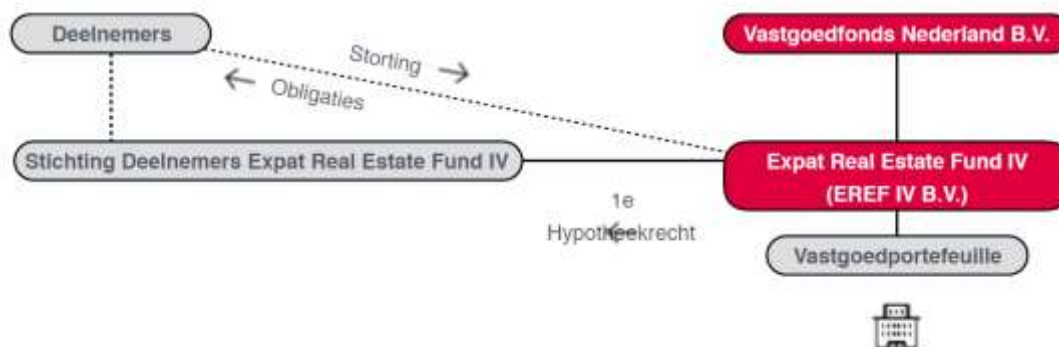 Deelnemers
Vastgoedfonds Nederland B.V.
Storting
Obligaties
Stichting Deelnemers Expat Real Estate Fund IV
Expat Real Estate Fund IV
(EREF IV B.V.)
1e
Hypotheekrecht
Vastgoedportefeuille